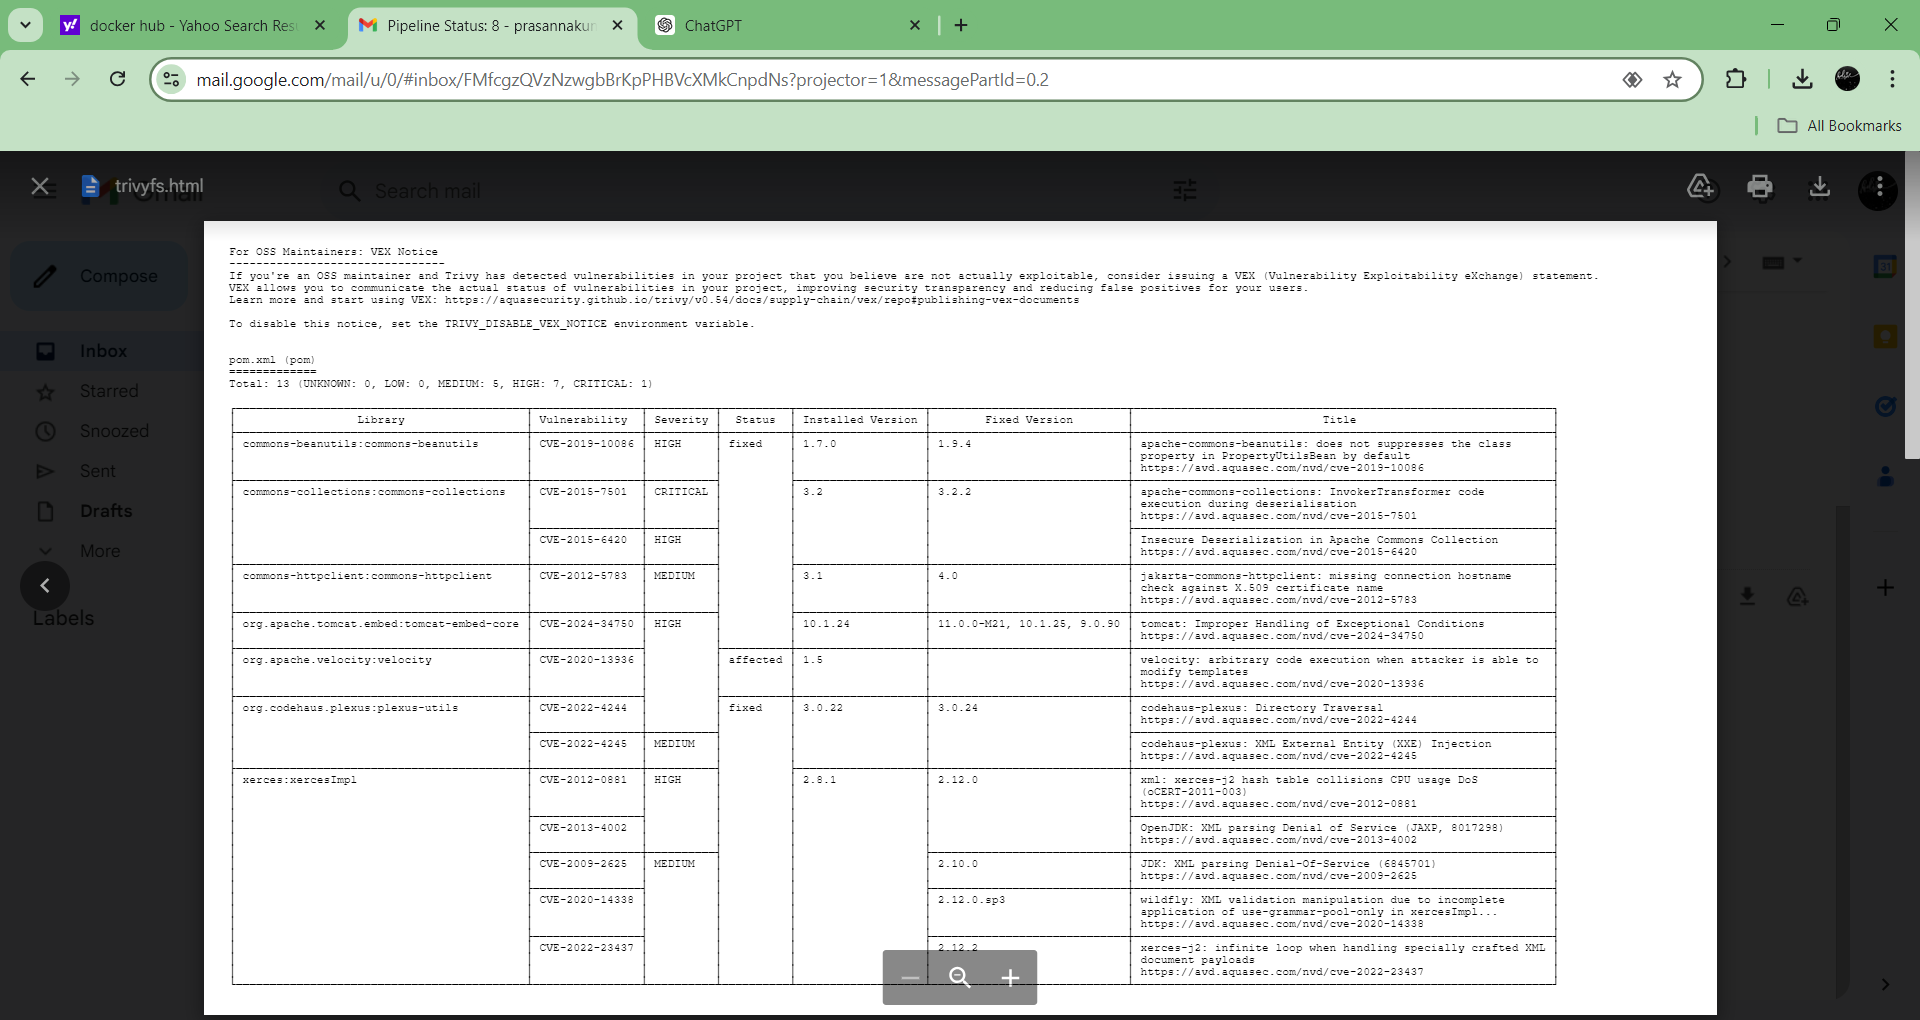 docker hub - Yahoo Search Res
Pipeline Status: 8 - prasannakun
ChatGPT
mail.google.com/mail/u/0/#inbox/FMfcgzQVzNzwgbBrKpPHBVcXMkCnpdNs?projector=1&messagePartId=0.2
All Bookmarks
trivyfs.html
Gmail
Search mail
Compose
Inbox
Starred
Snoozed
Sent
Drafts
More
Labels
31
For OSS Maintainers: VEX Notice
--------------------------------
If you're an OSS maintainer and Trivy has detected vulnerabilities in your project that you believe are not actually exploitable, consider issuing a VEX (Vulnerability Exploitability eXchange) statement.
VEX allows you to communicate the actual status of vulnerabilities in your project, improving security transparency and reducing false positives for your users.
Learn more and start using VEX: https://aquasecurity.github.io/trivy/v0.54/docs/supply-chain/vex/repo#publishing-vex-documents
To disable this notice, set the TRIVY_DISABLE_VEX_NOTICE environment variable.
pom.xml (pom)
=============
Total: 13 (UNKNOWN: 0, LOW: 0, MEDIUM: 5, HIGH: 7, CRITICAL: 1)
Library Vulnerability Severity Status Installed Version Fixed Version Title
commons-beanutils:commons-beanutils CVE-2019-10086 HIGH fixed 1.7.0 1.9.4 apache-commons-beanutils: does not suppresses the class
property in PropertyUtilsBean by default
https://avd.aquasec.com/nvd/cve-2019-10086
commons-collections:commons-collections CVE-2015-7501 CRITICAL 3.2 3.2.2 apache-commons-collections: InvokerTransformer code
execution during deserialisation
https://avd.aquasec.com/nvd/cve-2015-7501
CVE-2015-6420 HIGH Insecure Deserialization in Apache Commons Collection
https://avd.aquasec.com/nvd/cve-2015-6420
commons-httpclient:commons-httpclient CVE-2012-5783 MEDIUM 3.1 4.0 jakarta-commons-httpclient: missing connection hostname
check against X.509 certificate name
https://avd.aquasec.com/nvd/cve-2012-5783
org.apache.tomcat.embed:tomcat-embed-core CVE-2024-34750 HIGH 10.1.24 11.0.0-M21, 10.1.25, 9.0.90 tomcat: Improper Handling of Exceptional Conditions
https://avd.aquasec.com/nvd/cve-2024-34750
org.apache.velocity:velocity CVE-2020-13936 affected 1.5 velocity: arbitrary code execution when attacker is able to
modify templates
https://avd.aquasec.com/nvd/cve-2020-13936
org.codehaus.plexus:plexus-utils CVE-2022-4244 fixed 3.0.22 3.0.24 codehaus-plexus: Directory Traversal
https://avd.aquasec.com/nvd/cve-2022-4244
CVE-2022-4245 MEDIUM codehaus-plexus: XML External Entity (XXE) Injection
https://avd.aquasec.com/nvd/cve-2022-4245
xerces:xercesImpl CVE-2012-0881 HIGH 2.8.1 2.12.0 xml: xerces-j2 hash table collisions CPU usage DoS
(oCERT-2011-003)
https://avd.aquasec.com/nvd/cve-2012-0881
CVE-2013-4002 OpenJDK: XML parsing Denial of Service (JAXP, 8017298)
https://avd.aquasec.com/nvd/cve-2013-4002
CVE-2009-2625 MEDIUM 2.10.0 JDK: XML parsing Denial-Of-Service (6845701)
https://avd.aquasec.com/nvd/cve-2009-2625
CVE-2020-14338 2.12.0.sp3 wildfly: XML validation manipulation due to incomplete
application of use-grammar-pool-only in xercesImpl...
https://avd.aquasec.com/nvd/cve-2020-14338
CVE-2022-23437 2.12.2 xerces-j2: infinite loop when handling specially crafted XML
document payloads
https://avd.aquasec.com/nvd/cve-2022-23437